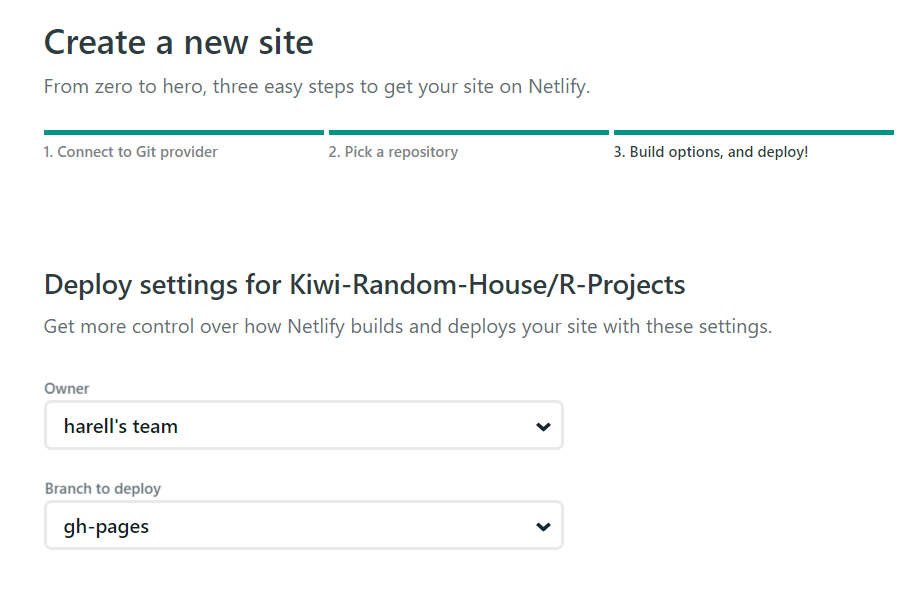 Create a new site
From zero to hero, three easy steps to get your site on Netlify.
1. Connect to Git provider
2. Pick a repository
3. Build options, and deploy!
Deploy settings for Kiwi-Random-House/R-Projects
Get more control over how Netlify builds and deploys your site with these settings.
Owner
harell's team
Branch to deploy
gh-pages